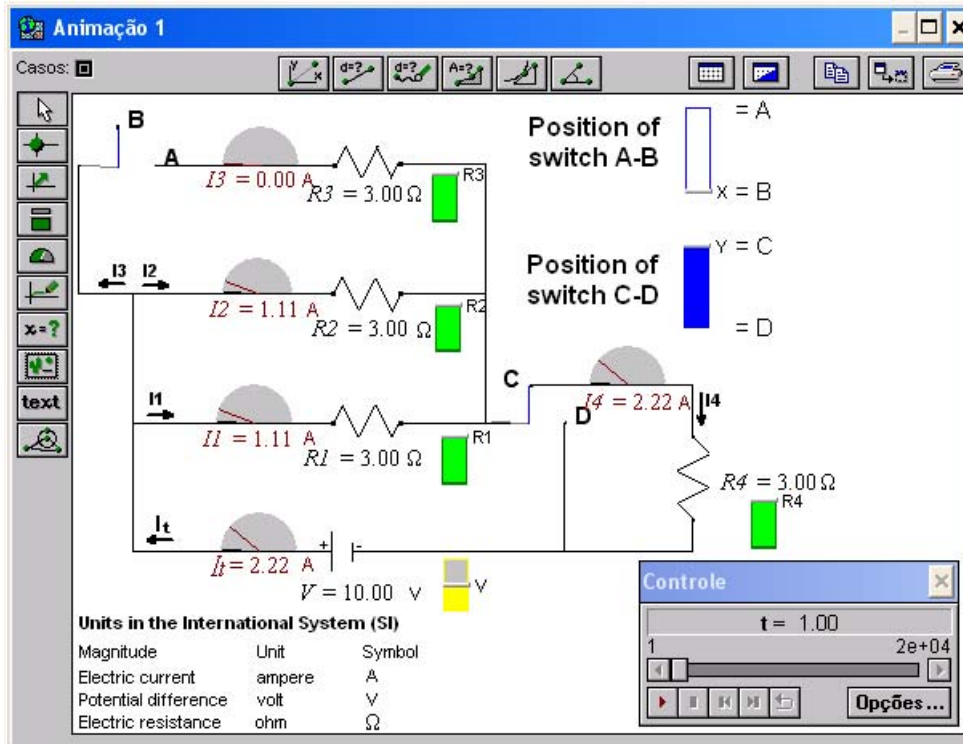 Animação 1
Casos:
y x d=? d=? A=?
B
A
I3 = 0.00 A
R3 = 3.00 Ω
R3
Position of
switch A-B
= A
X = B
I3 I2
I2 = 1.11 A
R2 = 3.00 Ω
R2
Position of
switch C-D
Y = C
= D
x=?
text
I1
I1 = 1.11 A
R1 = 3.00 Ω
R1
C
D
I4 = 2.22 A
I4
R4 = 3.00 Ω
R4
It
It = 2.22 A
+ -
V = 10.00 V
V
Controle
t = 1.00
1 2e+04
Opções...
Units in the International System (SI)
Magnitude Unit Symbol
Electric current ampere A
Potential difference volt V
Electric resistance ohm Ω